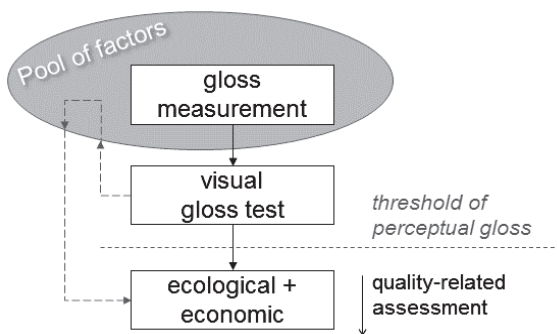 Pool of factors
gloss
measurement
visual
gloss test
threshold of
perceptual gloss
ecological +
economic
quality-related
assessment